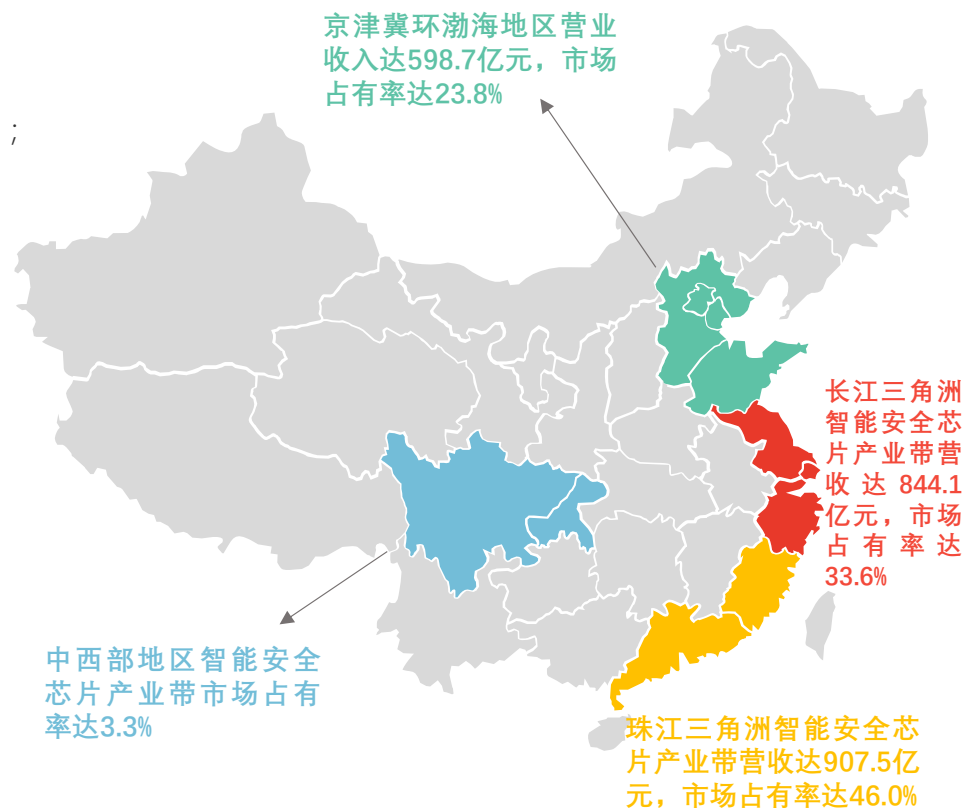 京津冀环渤海地区营业
收入达598.7亿元，市场
占有率达23.8%
；
长江三角洲
智能安全芯
片产业带营
收达844.1
亿元，市场
占有率达
33.6%
中西部地区智能安全
芯片产业带市场占有
率达3.3%
珠江三角洲智能安全芯
片产业带营收达907.5亿
元，市场占有率达46.0%